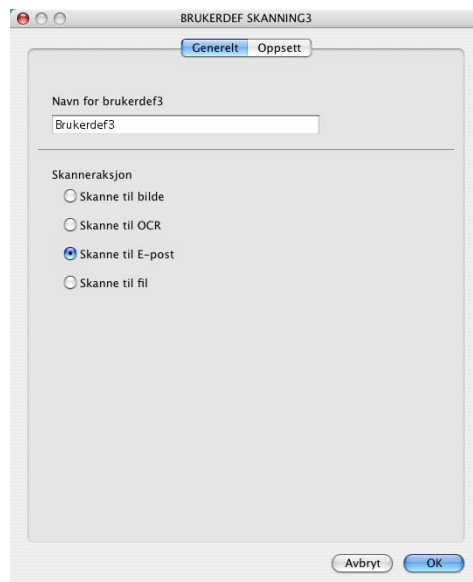 BRUKERDEF SKANNING3
Generelt Oppsett
Navn for brukerdef3
Brukerdef3
Skanneraksjon
Skanne til bilde
Skanne til OCR
Skanne til E-post
Skanne til fil
Avbryt OK